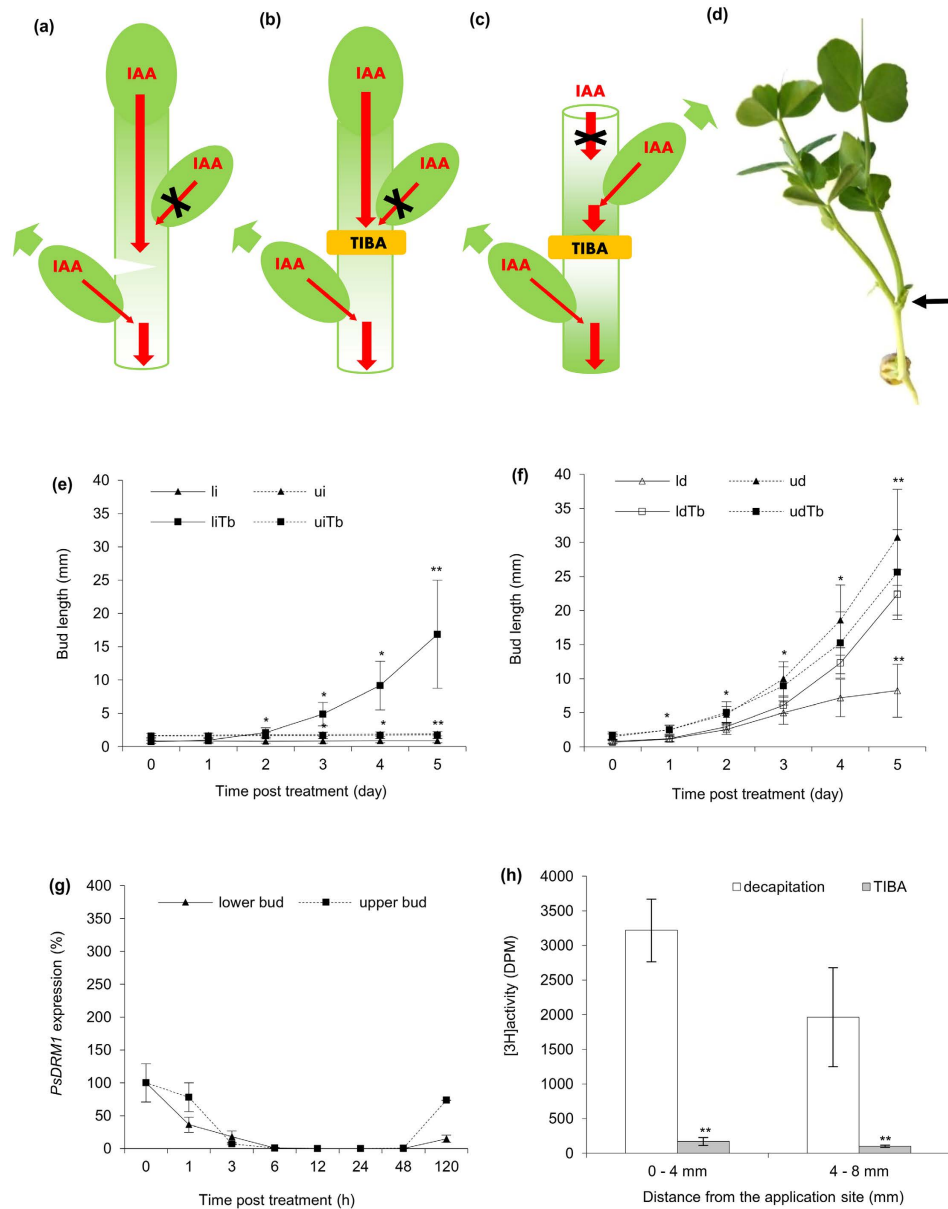 (a)
IAA
IAA
IAA
(b)
IAA
IAA
TIBA
IAA
(c)
IAA
IAA
TIBA
IAA
(d)
(e)
li
ui
liTb
uiTb
Bud length (mm)
40
35
30
25
20
15
10
5
0
**
*
*
*
*
*
**
0 1 2 3 4 5
Time post treatment (day)
(f)
ld
ud
ldTb
udTb
Bud length (mm)
40
35
30
25
20
15
10
5
0
**
*
*
*
*
**
0 1 2 3 4 5
Time post treatment (day)
(g)
lower bud
upper bud
PsDRM1 expression (%)
400
350
300
250
200
150
100
50
0
0 1 3 6 12 24 48 120
Time post treatment (h)
(h)
decapitation
TIBA
[3H]activity (DPM)
4000
3500
3000
2500
2000
1500
1000
500
0
**
**
0 - 4 mm
4 - 8 mm
Distance from the application site (mm)